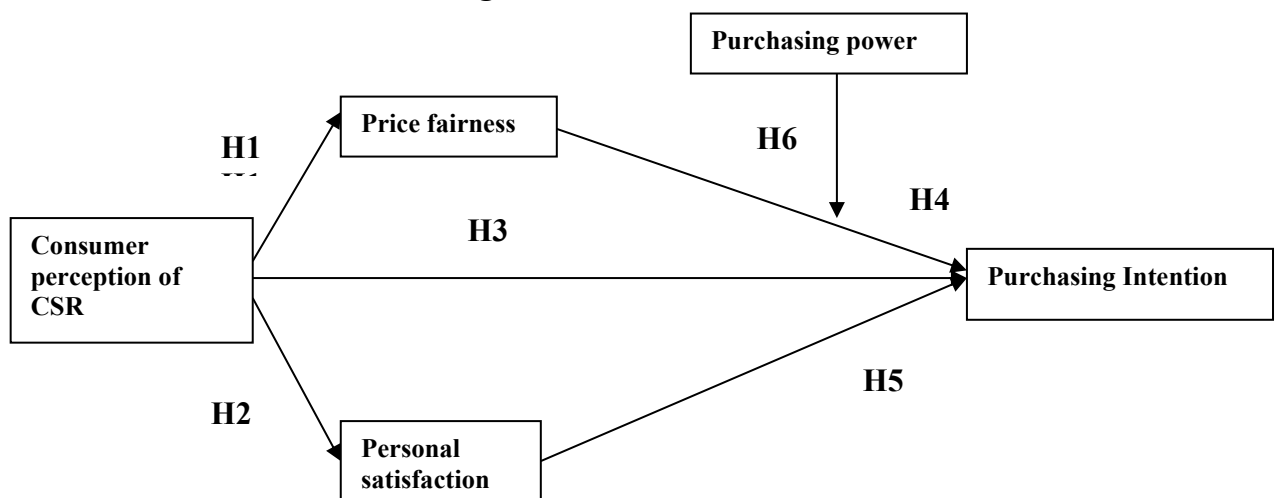 Purchasing power
Price fairness
H1
H6
H4
H3
Consumer
perception of
CSR
Purchasing Intention
H5
H2
Personal
satisfaction